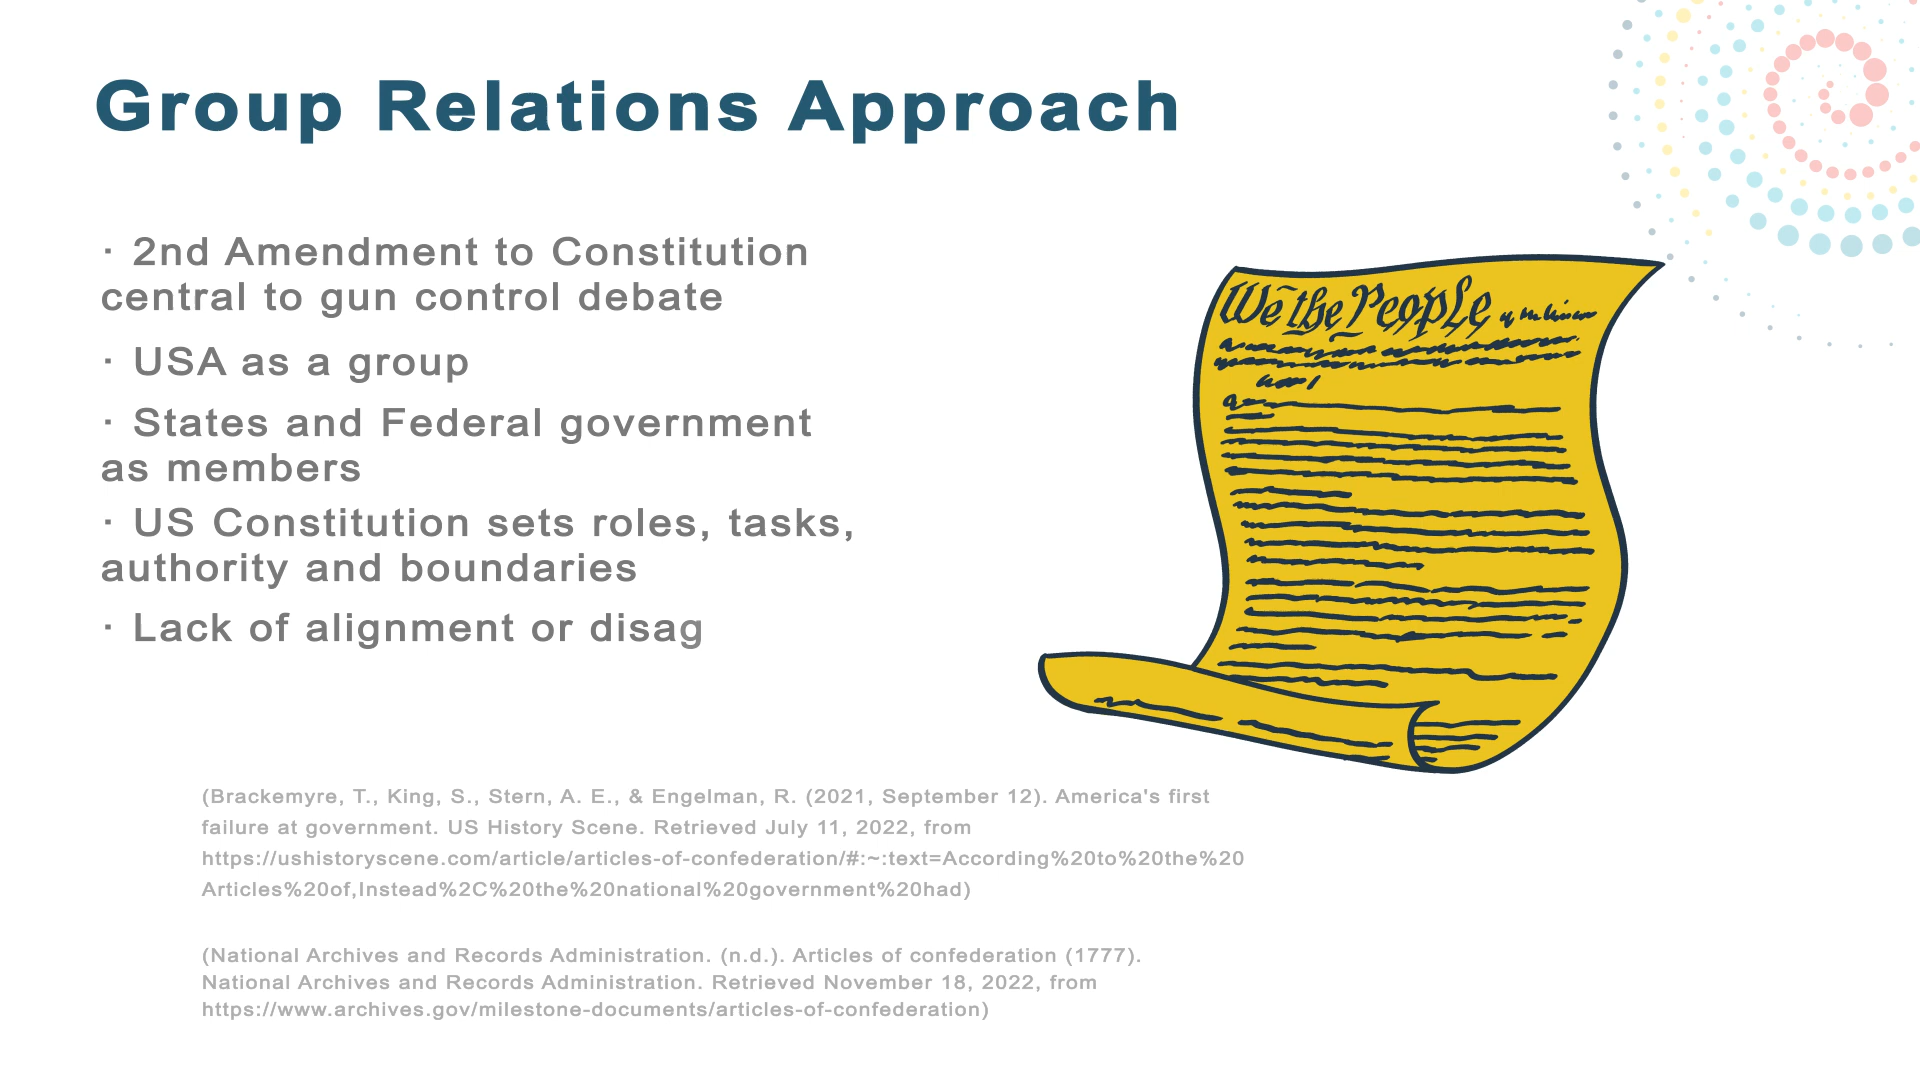 Group Relations Approach
· 2nd Amendment to Constitution
central to gun control debate
· USA as a group
· States and Federal government
as members
· US Constitution sets roles, tasks,
authority and boundaries
· Lack of alignment or disag
We the People
(Brackemyre, T., King, S., Stern, A. E., & Engelman, R. (2021, September 12). America's first
failure at government. US History Scene. Retrieved July 11, 2022, from
https://ushistoryscene.com/article/articles-of-confederation/#:~:text=According%20to%20the%20
Articles%20of,Instead%2C%20the%20national%20government%20had)
(National Archives and Records Administration. (n.d.). Articles of confederation (1777).
National Archives and Records Administration. Retrieved November 18, 2022, from
https://www.archives.gov/milestone-documents/articles-of-confederation)